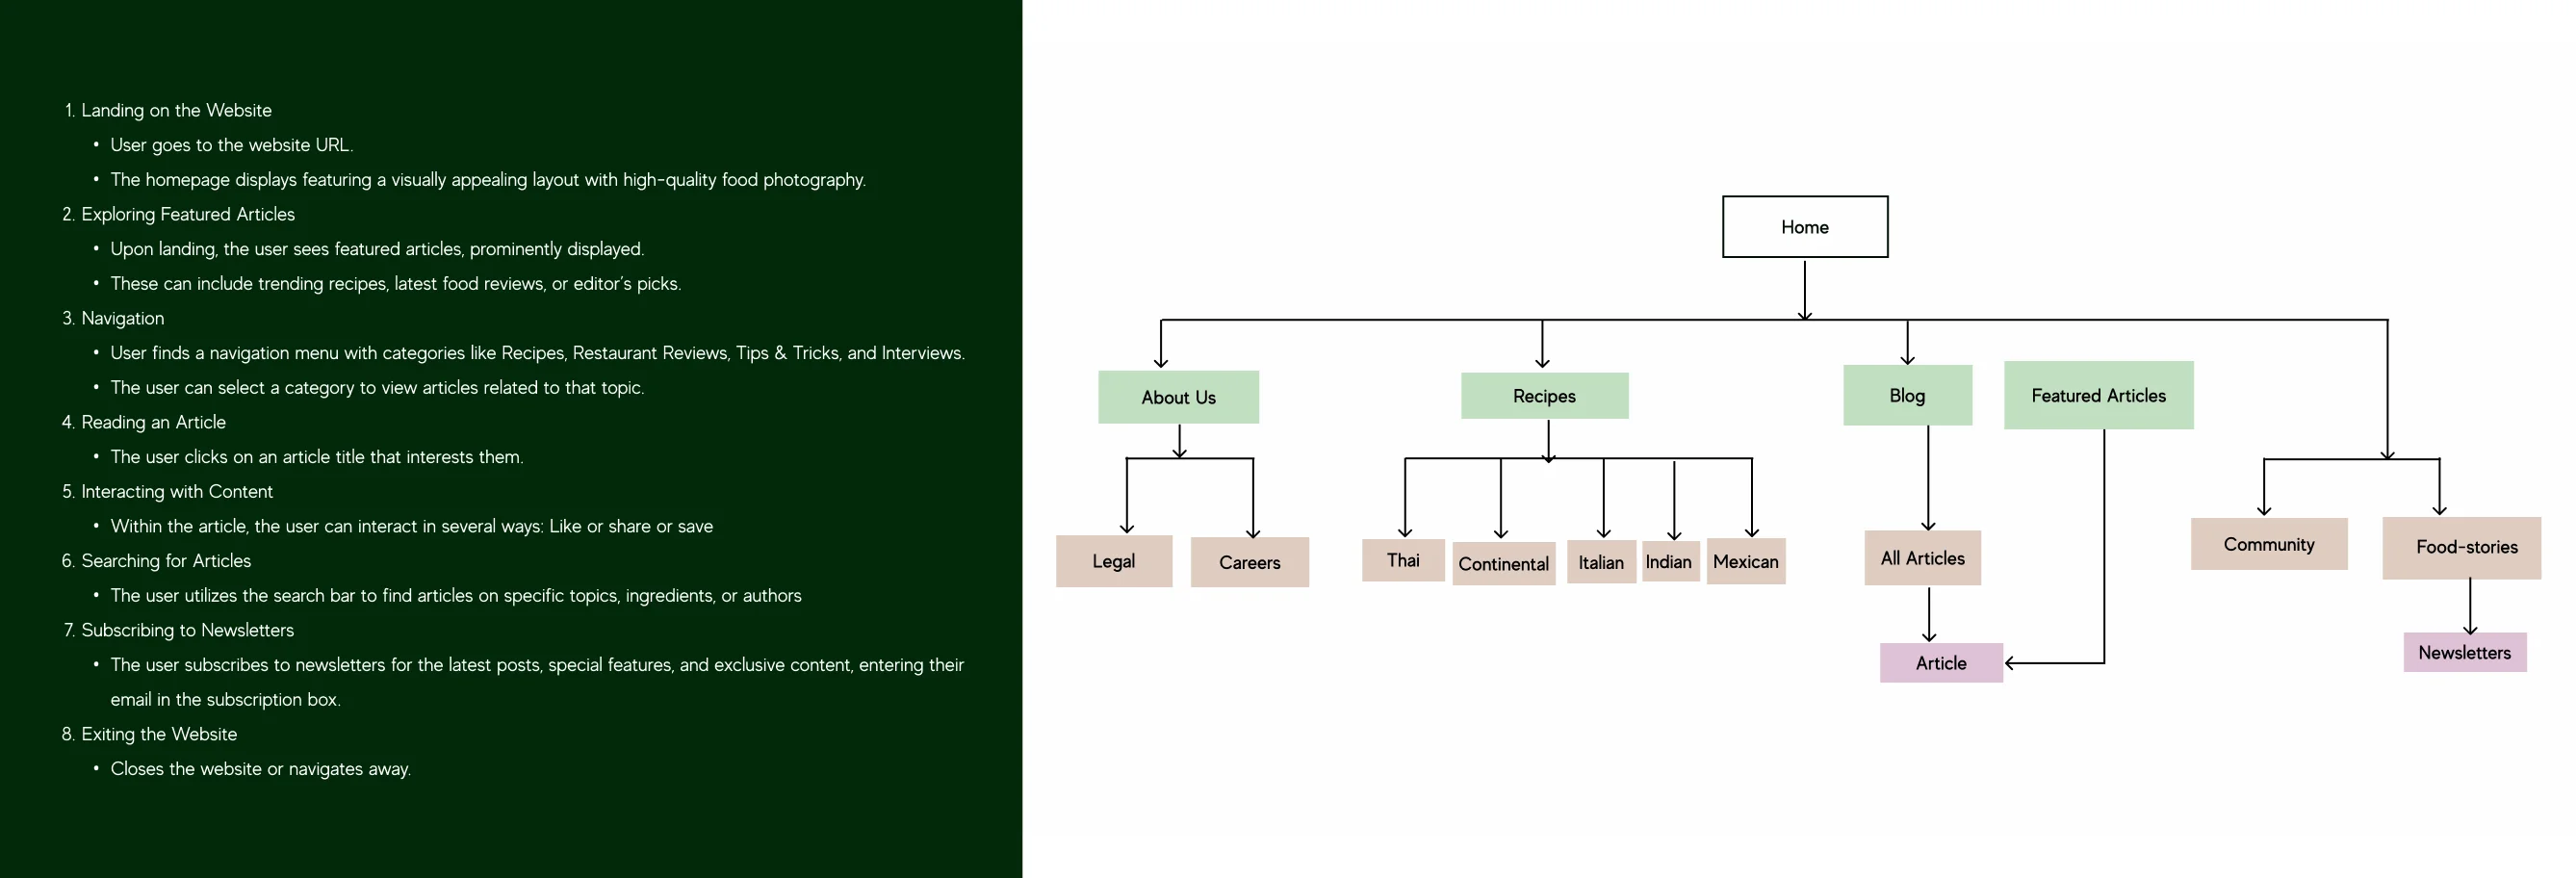 1. Landing on the Website
• User goes to the website URL.
• The homepage displays featuring a visually appealing layout with high-quality food photography.
2. Exploring Featured Articles
• Upon landing, the user sees featured articles, prominently displayed.
• These can include trending recipes, latest food reviews, or editor's picks.
3. Navigation
• User finds a navigation menu with categories like Recipes, Restaurant Reviews, Tips & Tricks, and Interviews.
• The user can select a category to view articles related to that topic.
4. Reading an Article
• The user clicks on an article title that interests them.
5. Interacting with Content
• Within the article, the user can interact in several ways: Like or share or save
6. Searching for Articles
• The user utilizes the search bar to find articles on specific topics, ingredients, or authors
7. Subscribing to Newsletters
• The user subscribes to newsletters for the latest posts, special features, and exclusive content, entering their
email in the subscription box.
8. Exiting the Website
• Closes the website or navigates away.
Home
About Us
Recipes
Blog
Featured Articles
Legal
Careers
Thai
Continental
Italian
Indian
Mexican
All Articles
Community
Food-stories
Article
Newsletters